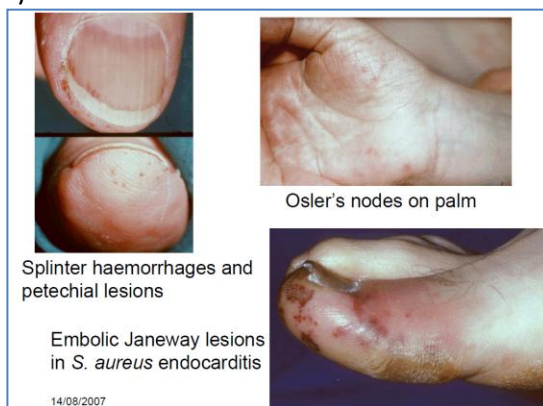 Osler's nodes on palm
Splinter haemorrhages and
petechial lesions
Embolic Janeway lesions
in S. aureus endocarditis
14/08/2007